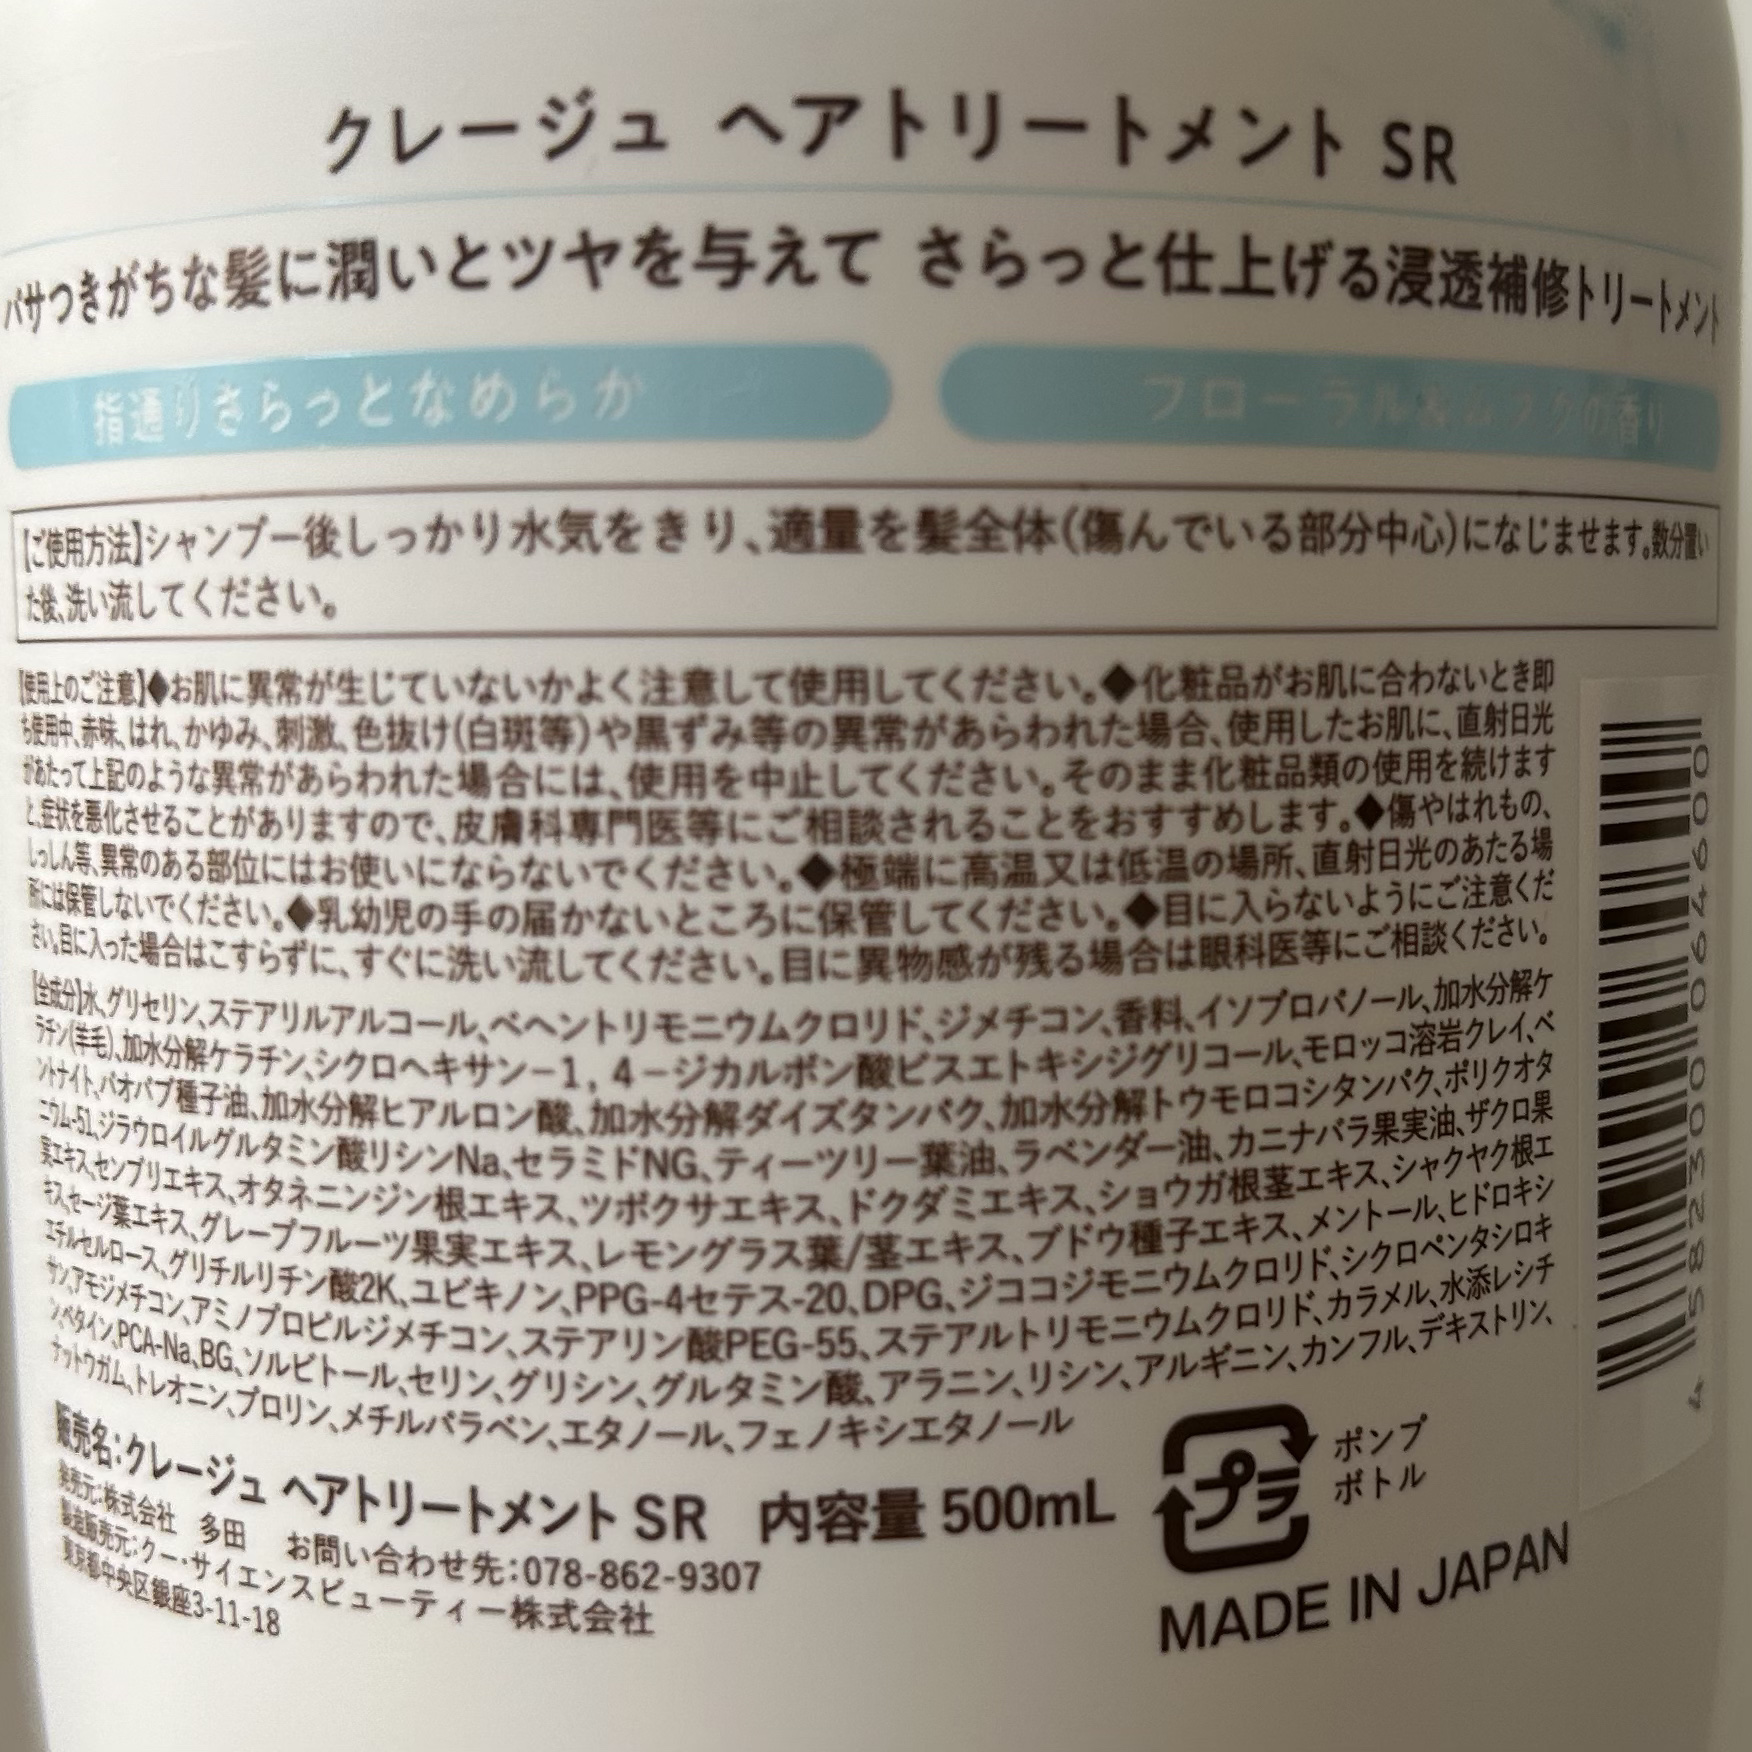 クレージュ ヘアトリートメント SR
パサつきがちな髪に潤いとツヤを与えて さらっと仕上げる浸透補修トリートメント
指通りさらっとなめらか
フローラル&ムスクの香り
【ご使用方法】シャンプー後しっかり水気をきり、適量を髪全体(傷んでいる部分中心)になじませます。数分置い
た後、洗い流してください。
【使用上のご注意】◆お肌に異常が生じていないかよく注意して使用してください。◆化粧品がお肌に合わないとき即
ち使用中、赤味、はれ、かゆみ、刺激、色抜け(白斑等)や黒ずみ等の異常があらわれた場合、使用したお肌に、直射日光
があたって上記のような異常があらわれた場合には、使用を中止してください。そのまま化粧品類の使用を続けます
と、症状を悪化させることがありますので、皮膚科専門医等にご相談されることをおすすめします。◆傷やはれもの、
しっしん等、異常のある部位にはお使いにならないでください。◆極端に高温又は低温の場所、直射日光のあたる場
所には保管しないでください。◆乳幼児の手の届かないところに保管してください。◆目に入らないようにご注意くだ
さい。目に入った場合はこすらずに、すぐに洗い流してください。目に異物感が残る場合は眼科医等にご相談ください。
【全成分】水、グリセリン、ステアリルアルコール、ベヘントリモニウムクロリド、ジメチコン、香料、イソプロパノール、加水分解ケ
ラチン(羊毛)、加水分解ケラチン、シクロヘキサン−1, 4−ジカルボン酸ビスエトキシジグリコール、モロッコ溶岩クレイ、ベ
ントナイト、バオバブ種子油、加水分解ヒアルロン酸、加水分解ダイズタンパク、加水分解トウモロコシタンパク、ポリクオタ
ニウム-51、ジラウロイルグルタミン酸リシンNa、セラミドNG、ティーツリー葉油、ラベンダー油、カニナバラ果実油、ザクロ果
実エキス、センブリエキス、オタネニンジン根エキス、ツボクサエキス、ドクダミエキス、ショウガ根茎エキス、シャクヤク根エ
キス、セージ葉エキス、グレープフルーツ果実エキス、レモングラス葉/茎エキス、ブドウ種子エキス、メントール、ヒドロキシ
エチルセルロース、グリチルリチン酸2K、ユビキノン、PPG-4セテス-20、DPG、ジココジモニウムクロリド、シクロペンタシロキ
サン、アモジメチコン、アミノプロピルジメチコン、ステアリン酸PEG-55、ステアルトリモニウムクロリド、カラメル、水添レシチ
ン、ベタイン、PCA-Na、BG、ソルビトール、セリン、グリシン、グルタミン酸、アラニン、リシン、アルギニン、カンフル、デキストリン、
ナットウガム、トレオニン、プロリン、メチルパラベン、エタノール、フェノキシエタノール
販売名:クレージュ ヘアトリートメント SR 内容量 500mL
発売元:株式会社 多田 お問い合わせ先:078-862-9307
製造販売元:クー・サイエンスビューティー株式会社
東京都中央区銀座3-11-18
プラ
ポンプ
ボトル
MADE IN JAPAN
4 582300 694900